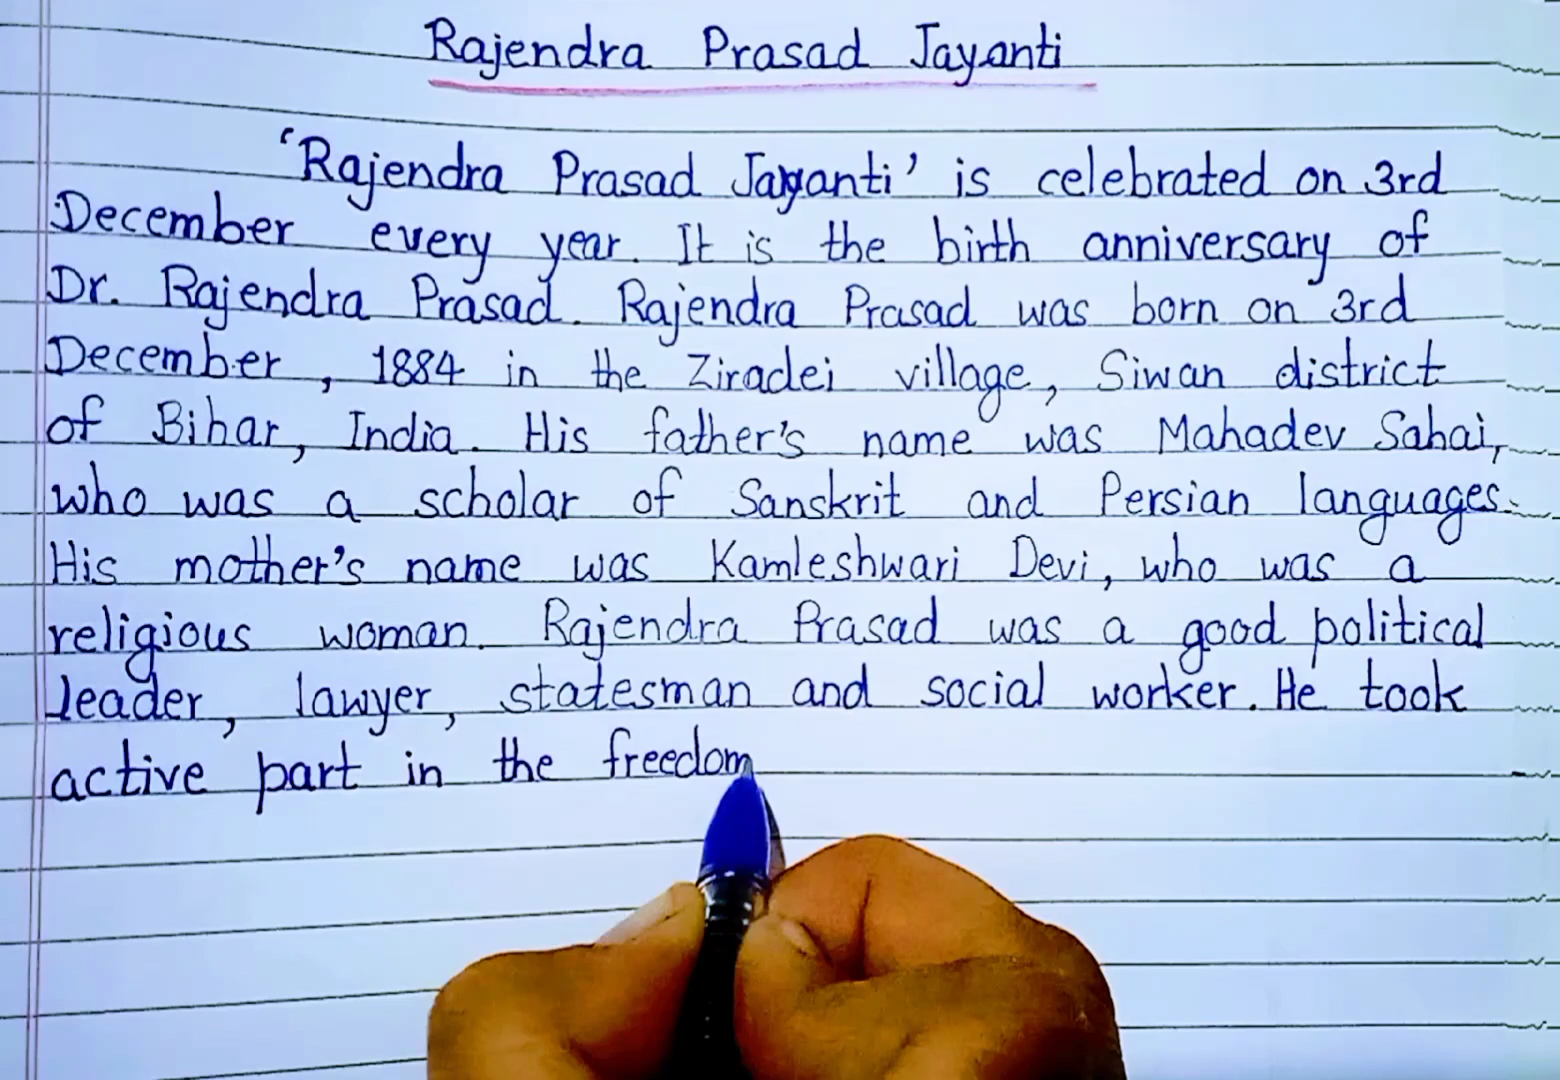 Rajendra Prasad Jayanti
‘Rajendra Prasad Jayanti’ is celebrated on 3rd
December every year. It is the birth anniversary of
Dr. Rajendra Prasad. Rajendra Prasad was born on 3rd
December, 1884 in the Ziradei village, Siwan district
of Bihar, India. His father's name was Mahadev Sahai,
who was a scholar of Sanskrit and Persian languages.
His mother's name was Kamleshwari Devi, who was a
religious woman. Rajendra Prasad was a good political
leader, lawyer, statesman and social worker. He took
active part in the freedom